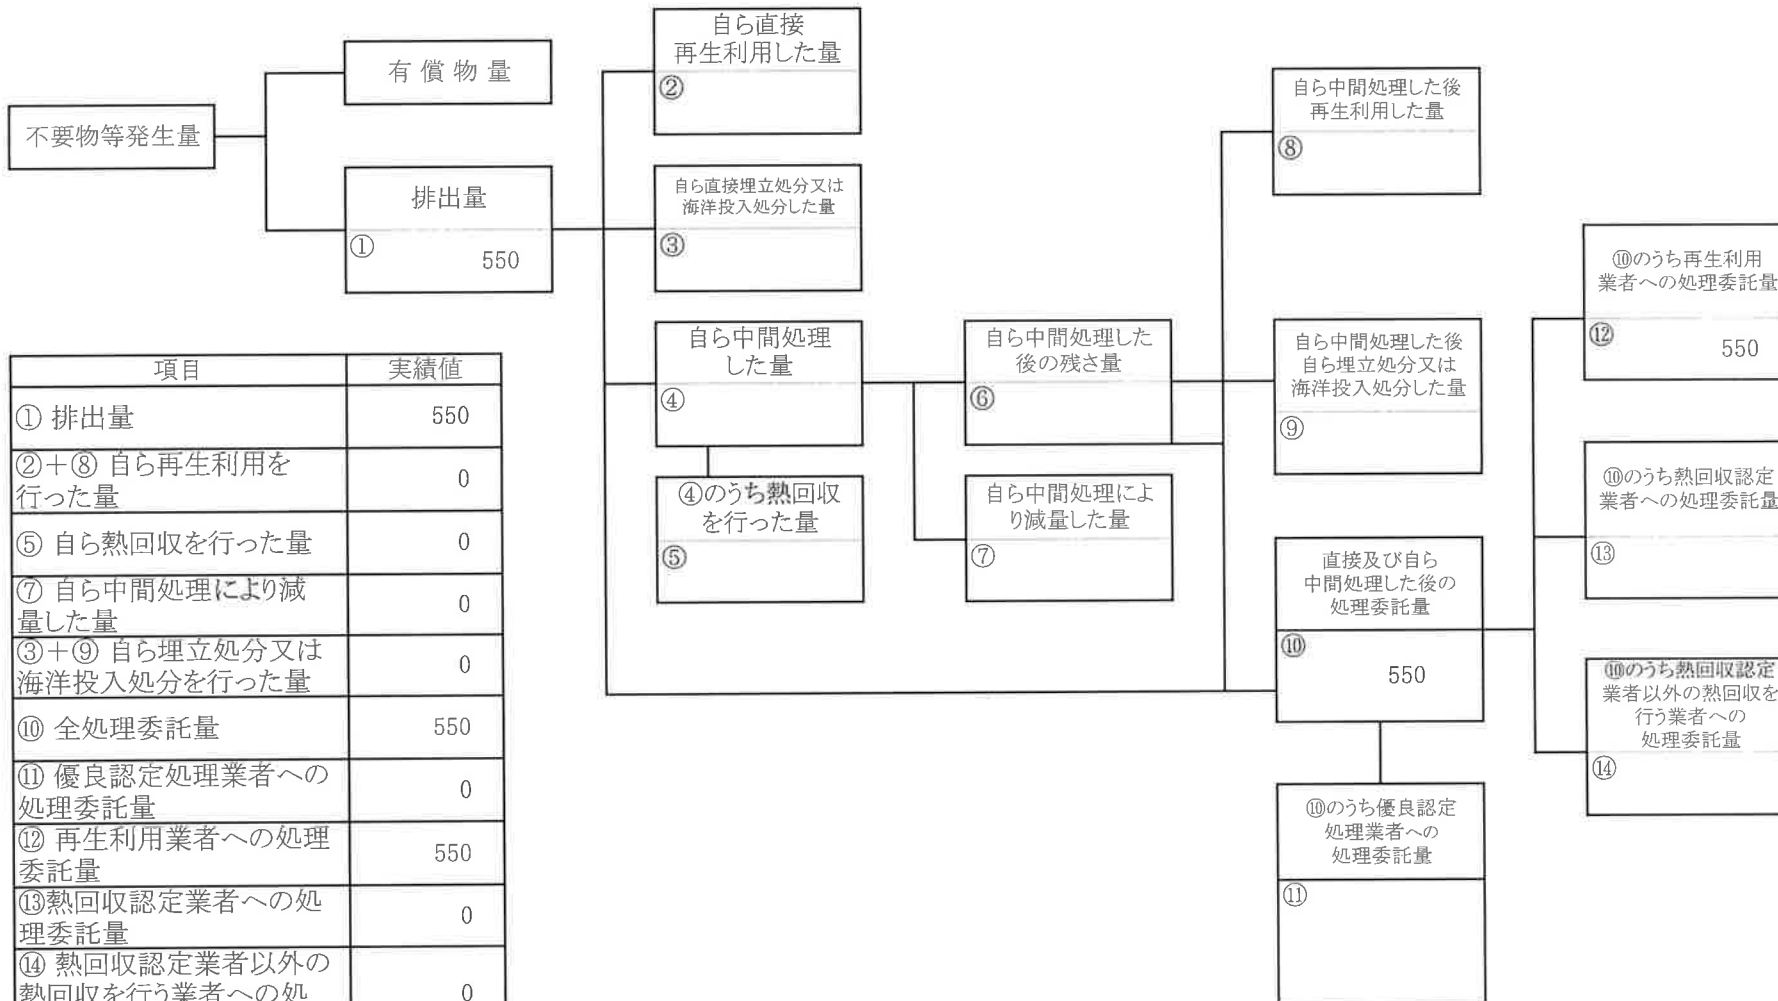 不要物等発生量
有償物量
排出量
①
550
自ら直接
再生利用した量
②
自ら直接埋立処分又は
海洋投入処分した量
③
自ら中間処理
した量
④
④のうち熱回収
を行った量
⑤
自ら中間処理した
後の残さ量
⑥
自ら中間処理によ
り減量した量
⑦
自ら中間処理した後
再生利用した量
⑧
自ら中間処理した後
自ら埋立処分又は
海洋投入処分した量
⑨
直接及び自ら
中間処理した後の
処理委託量
⑩
550
⑩のうち優良認定
処理業者への
処理委託量
⑪
⑩のうち再生利用
業者への処理委託量
⑫
550
⑩のうち熱回収認定
業者への処理委託量
⑬
⑩のうち熱回収認定
業者以外の熱回収を
行う業者への
処理委託量
⑭
項目 実績値
① 排出量 550
②+⑧ 自ら再生利用を
行った量 0
⑤ 自ら熱回収を行った量 0
⑦ 自ら中間処理により減
量した量 0
③+⑨ 自ら埋立処分又は
海洋投入処分を行った量 0
⑩ 全処理委託量 550
⑪ 優良認定処理業者への
処理委託量 0
⑫ 再生利用業者への処理
委託量 550
⑬熱回収認定業者への処
理委託量 0
⑭ 熱回収認定業者以外の
熱回収を行う業者への処 0